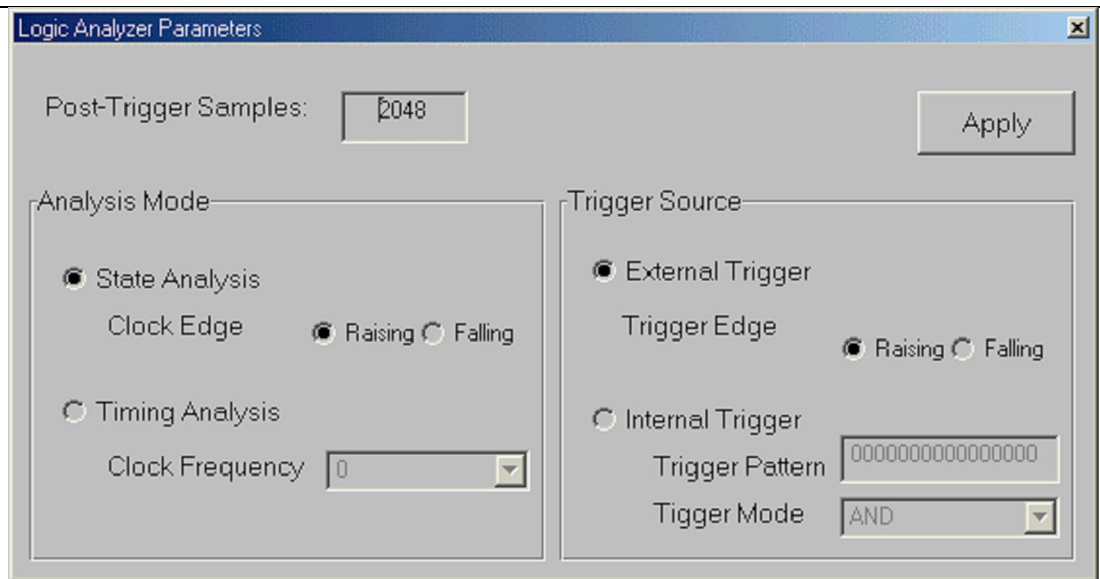 Logic Analyzer Parameters
Post-Trigger Samples: 2048
Apply
Analysis Mode
State Analysis
Clock Edge Raising Falling
Timing Analysis
Clock Frequency 0
Trigger Source
External Trigger
Trigger Edge Raising Falling
Internal Trigger
Trigger Pattern 0000000000000000
Tigger Mode AND